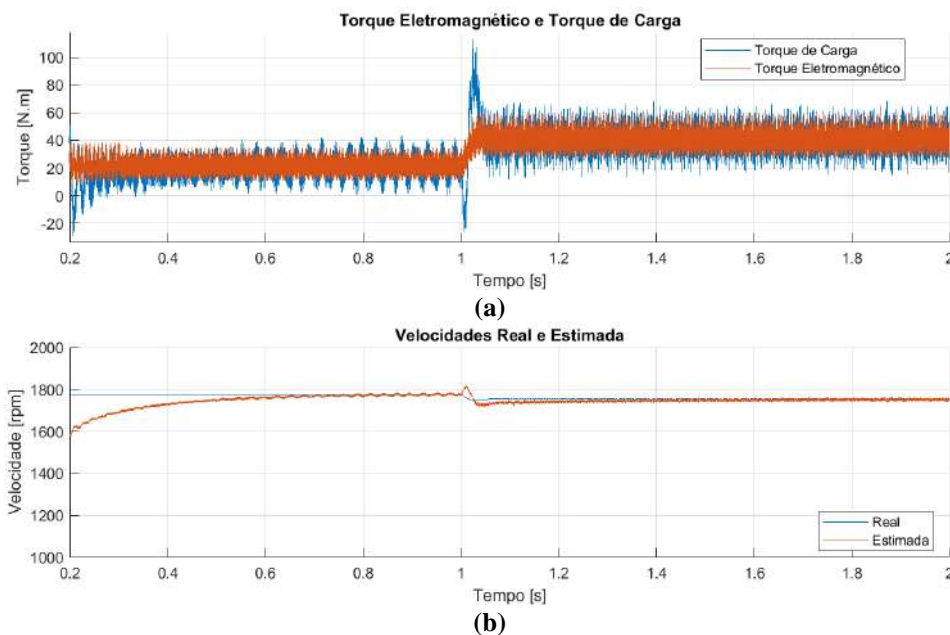 Torque Eletromagnético e Torque de Carga
Torque de Carga
Torque Eletromagnético
Torque [N.m]
100
80
60
40
20
0
-20
0.2 0.4 0.6 0.8 1 1.2 1.4 1.6 1.8 2
Tempo [s]
(a)
Velocidades Real e Estimada
Velocidade [rpm]
2000
1800
1600
1400
1200
1000
Real
Estimada
0.2 0.4 0.6 0.8 1 1.2 1.4 1.6 1.8 2
Tempo [s]
(b)